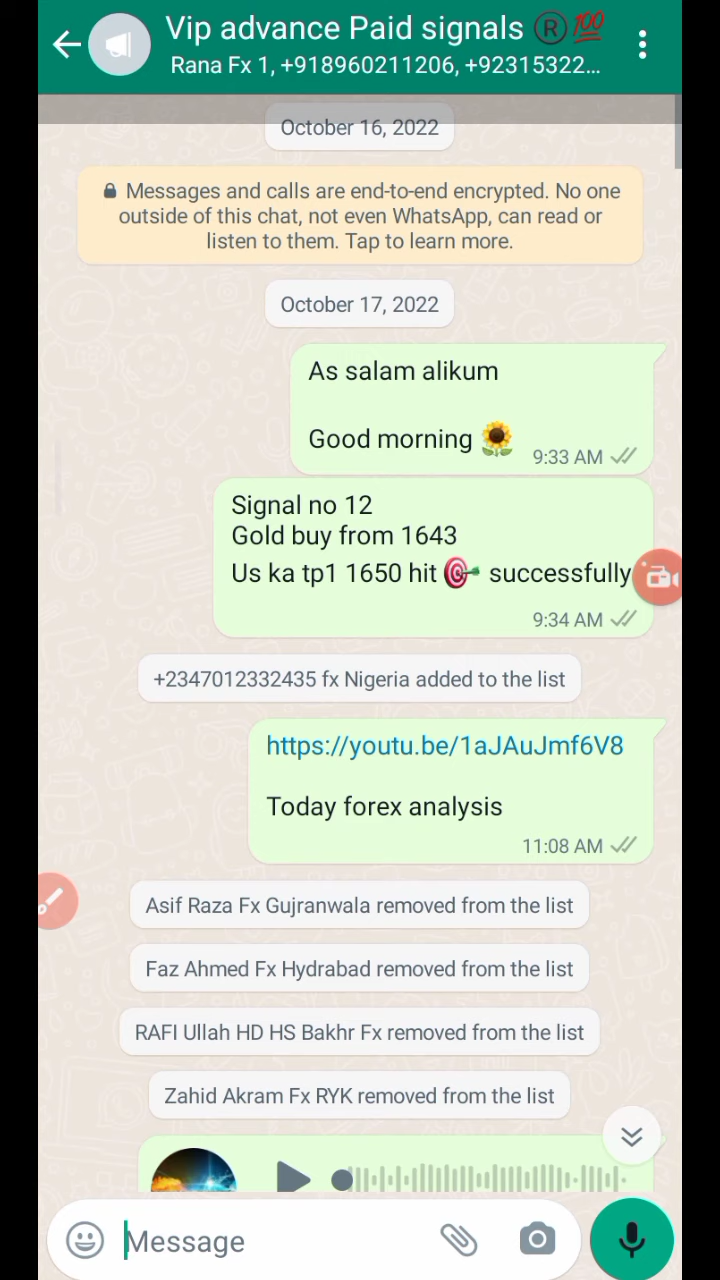 Vip advance Paid signals ®️💯
Rana Fx 1, +918960211206, +92315322...
October 16, 2022
Messages and calls are end-to-end encrypted. No one
outside of this chat, not even WhatsApp, can read or
listen to them. Tap to learn more.
October 17, 2022
As salam alikum
Good morning 🌻
9:33 AM
Signal no 12
Gold buy from 1643
Us ka tp1 1650 hit 🎯 successfully
9:34 AM
+2347012332435 fx Nigeria added to the list
https://youtu.be/1aJAuJmf6V8
Today forex analysis
11:08 AM
Asif Raza Fx Gujranwala removed from the list
Faz Ahmed Fx Hydrabad removed from the list
RAFI Ullah HD HS Bakhr Fx removed from the list
Zahid Akram Fx RYK removed from the list
Message